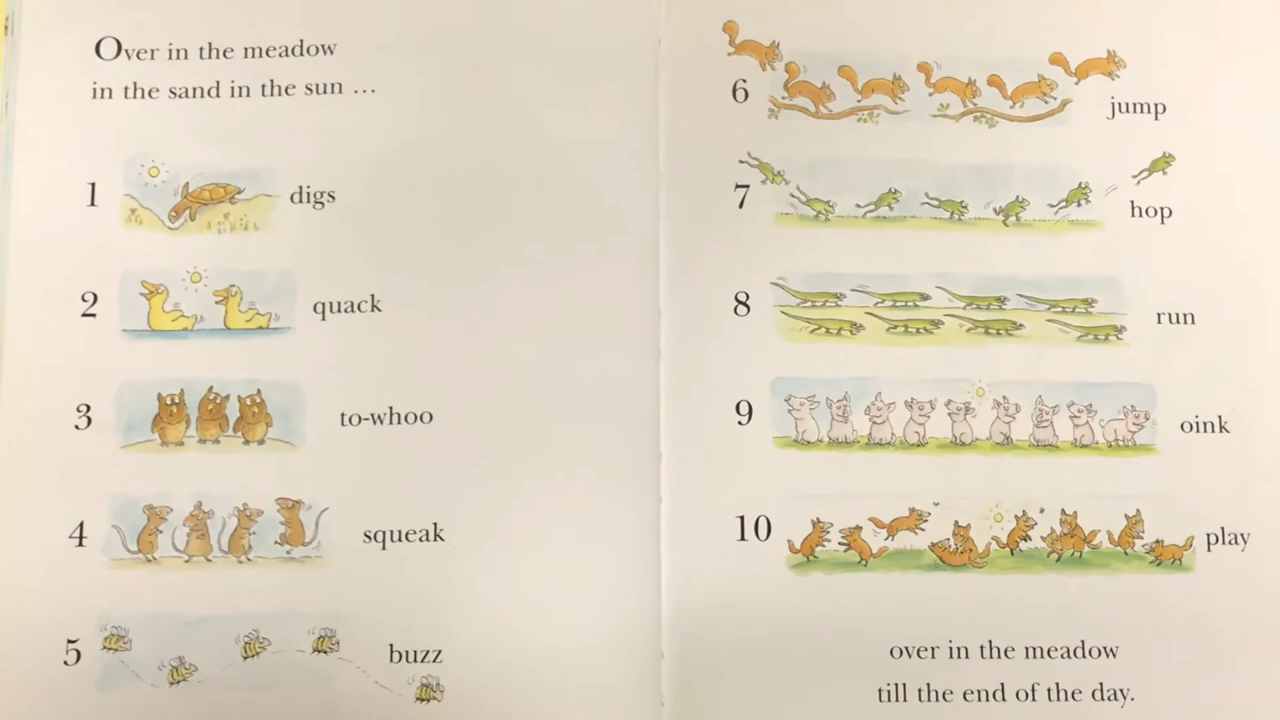 Over in the meadow
in the sand in the sun ...
1 digs
2 quack
3 to-whoo
4 squeak
5 buzz
6 jump
7 hop
8 run
9 oink
10 play
over in the meadow
till the end of the day.